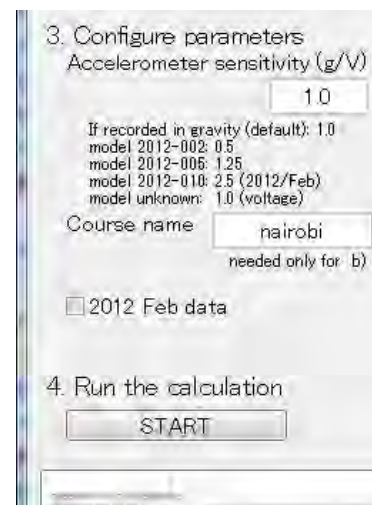 3. Configure parameters
Accelerometer sensitivity (g/V)
1.0
If recorded in gravity (default): 1.0
model 2012-002: 0.5
model 2012-005: 1.25
model 2012-010: 2.5 (2012/Feb)
model unknown: 1.0 (voltage)
Course name
nairobi
needed only for b)
2012 Feb data
4. Run the calculation
START